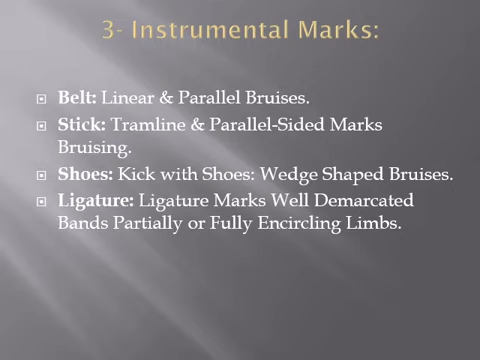 3- Instrumental Marks:
Belt: Linear & Parallel Bruises.
Stick: Tramline & Parallel-Sided Marks
Bruising.
Shoes: Kick with Shoes: Wedge Shaped Bruises.
Ligature: Ligature Marks Well Demarcated
Bands Partially or Fully Encircling Limbs.